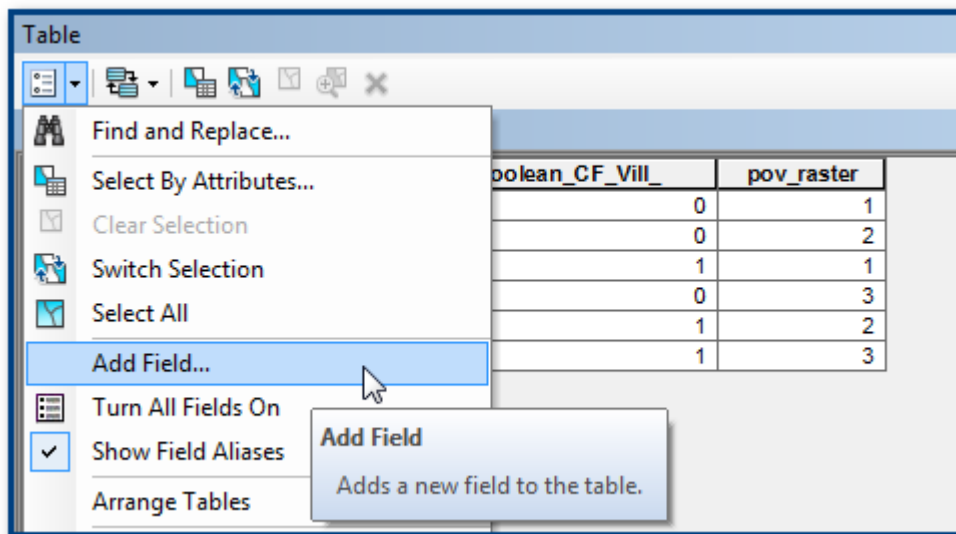 Table
Find and Replace...
Select By Attributes...
Clear Selection
Switch Selection
Select All
Add Field...
Turn All Fields On
Show Field Aliases
Arrange Tables
oolean_CF_Vill_ pov_raster
0 1
0 2
1 1
0 3
1 2
1 3
Add Field
Adds a new field to the table.